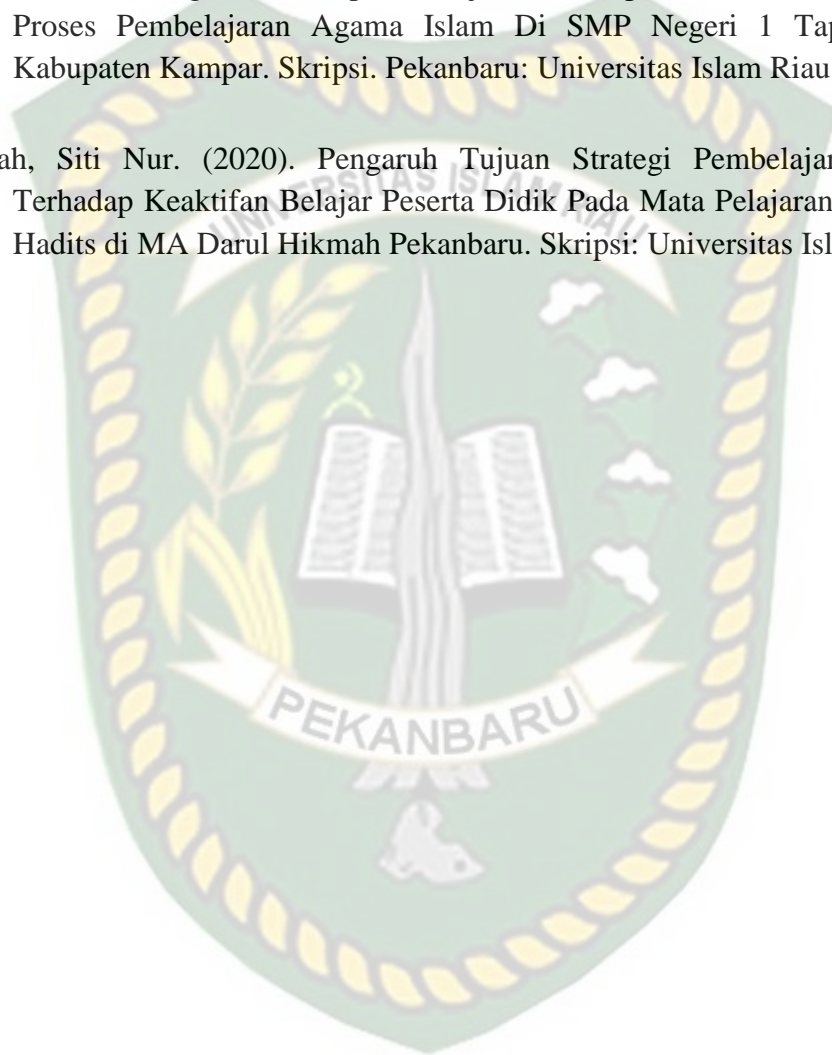 Proses Pembelajaran Agama Islam Di SMP Negeri 1 Tap
Kabupaten Kampar. Skripsi. Pekanbaru: Universitas Islam Riau
ah, Siti Nur. (2020). Pengaruh Tujuan Strategi Pembelajar
Terhadap Keaktifan Belajar Peserta Didik Pada Mata Pelajaran
Hadits di MA Darul Hikmah Pekanbaru. Skripsi: Universitas Isl
UNIVERSITAS ISLAM RIAU
PEKANBARU